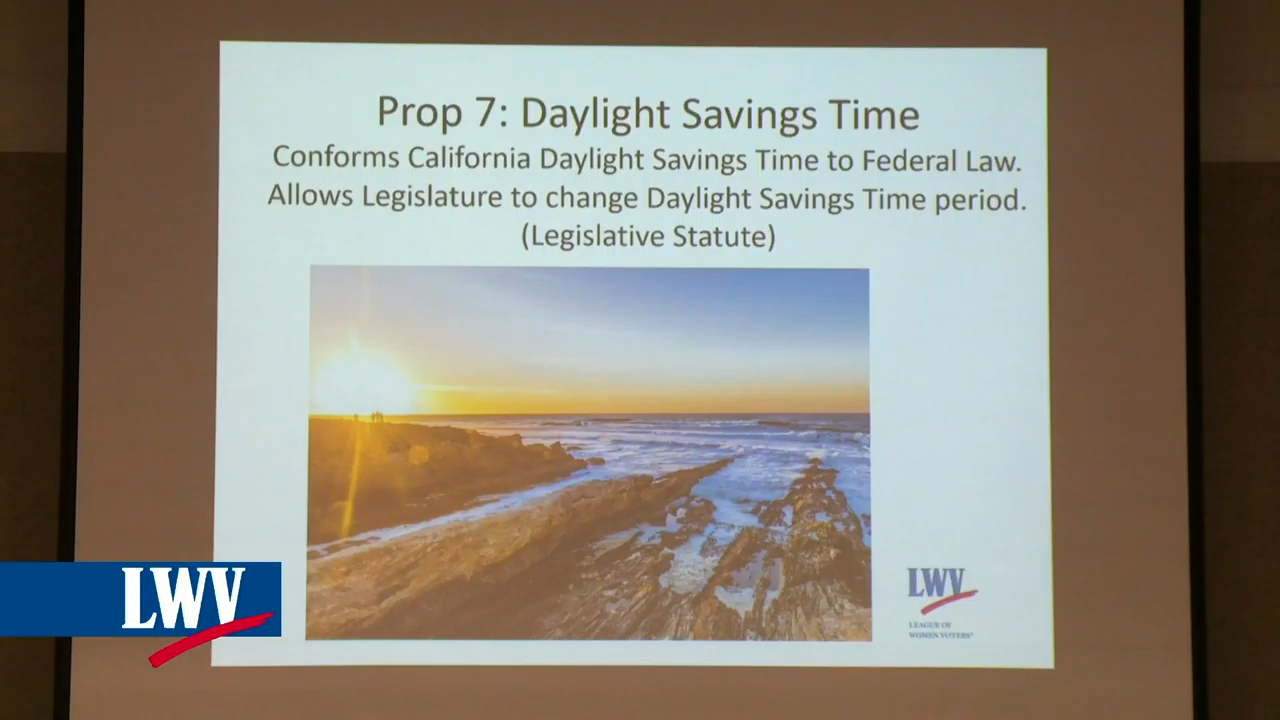 Prop 7: Daylight Savings Time
Conforms California Daylight Savings Time to Federal Law.
Allows Legislature to change Daylight Savings Time period.
(Legislative Statute)
LWV
LEAGUE OF
WOMEN VOTERS®
LWV